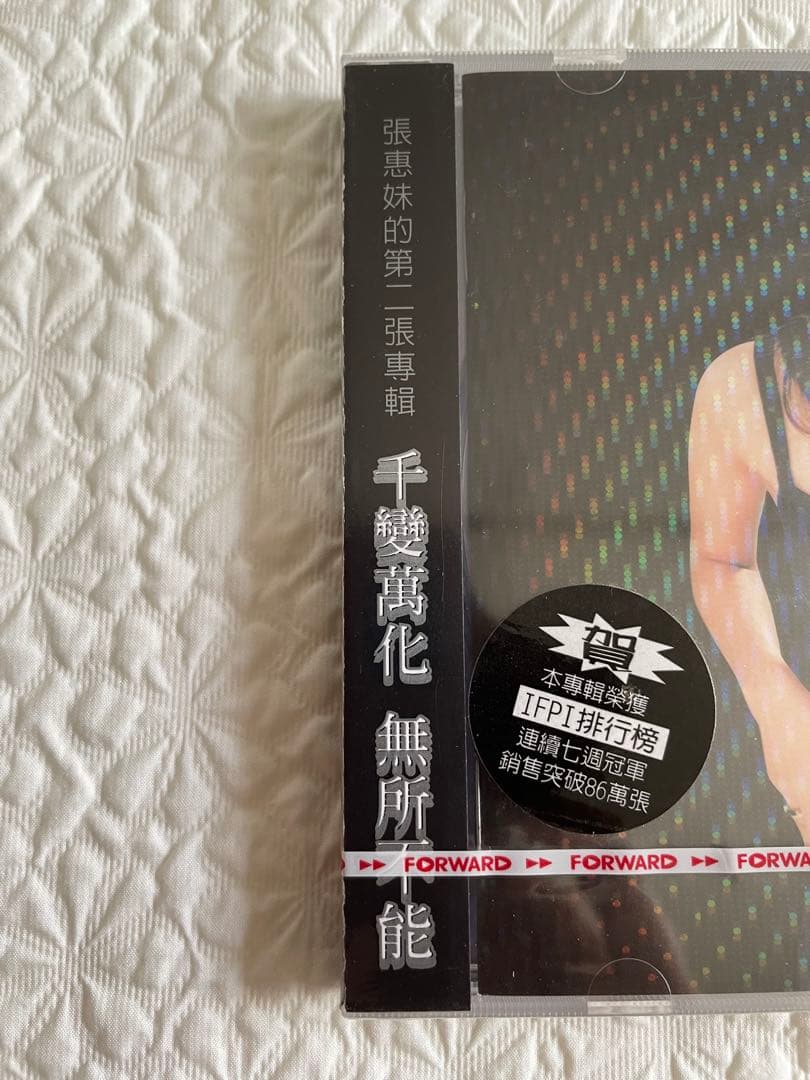 張惠妹的第二張專輯
千變萬化 無所不能
賀
本專輯榮獲
IFPI排行榜
連續七週冠軍
銷售突破86萬張
FORWARD FORWARD FORWA